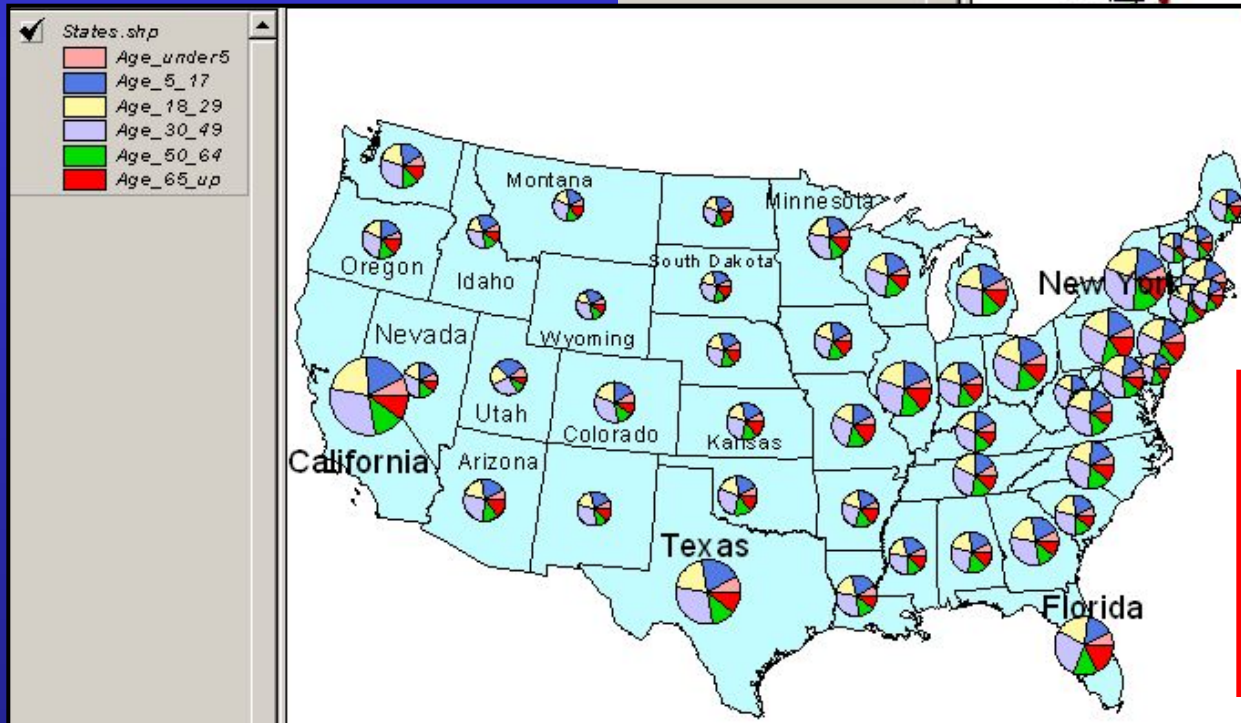 States.shp
Age_under5
Age_5_17
Age_18_29
Age_30_49
Age_50_64
Age_65_up
Montana
Minnesota
Oregon
Idaho
South Dakota
New York
Nevada
Wyoming
Utah
Colorado
Kansas
California
Arizona
Texas
Florida